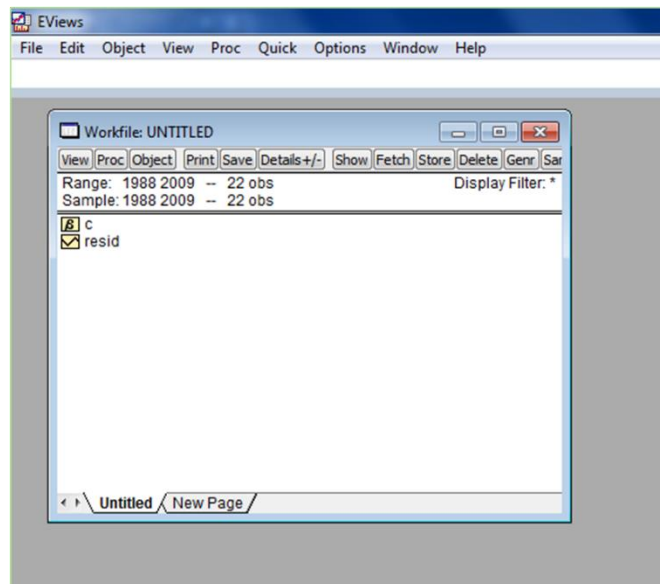 EViews
File Edit Object View Proc Quick Options Window Help
Workfile: UNTITLED
View Proc Object Print Save Details+/- Show Fetch Store Delete Genr Sar
Range: 1988 2009 -- 22 obs Display Filter: *
Sample: 1988 2009 -- 22 obs
β c
resid
Untitled New Page